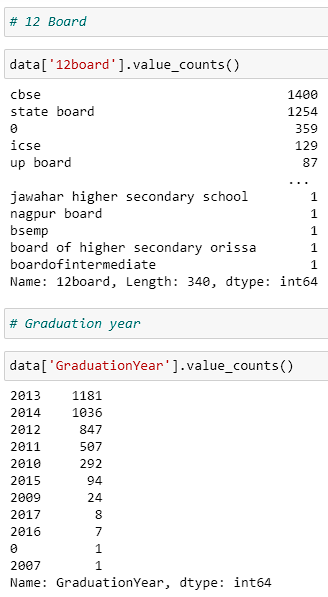 # 12 Board
data['12board'].value_counts()
cbse 1400
state board 1254
0 359
icse 129
up board 87
...
jawahar higher secondary school 1
nagpur board 1
bsemp 1
board of higher secondary orissa 1
boardofintermediate 1
Name: 12board, Length: 340, dtype: int64
# Graduation year
data['GraduationYear'].value_counts()
2013 1181
2014 1036
2012 847
2011 507
2010 292
2015 94
2009 24
2017 8
2016 7
0 1
2007 1
Name: GraduationYear, dtype: int64